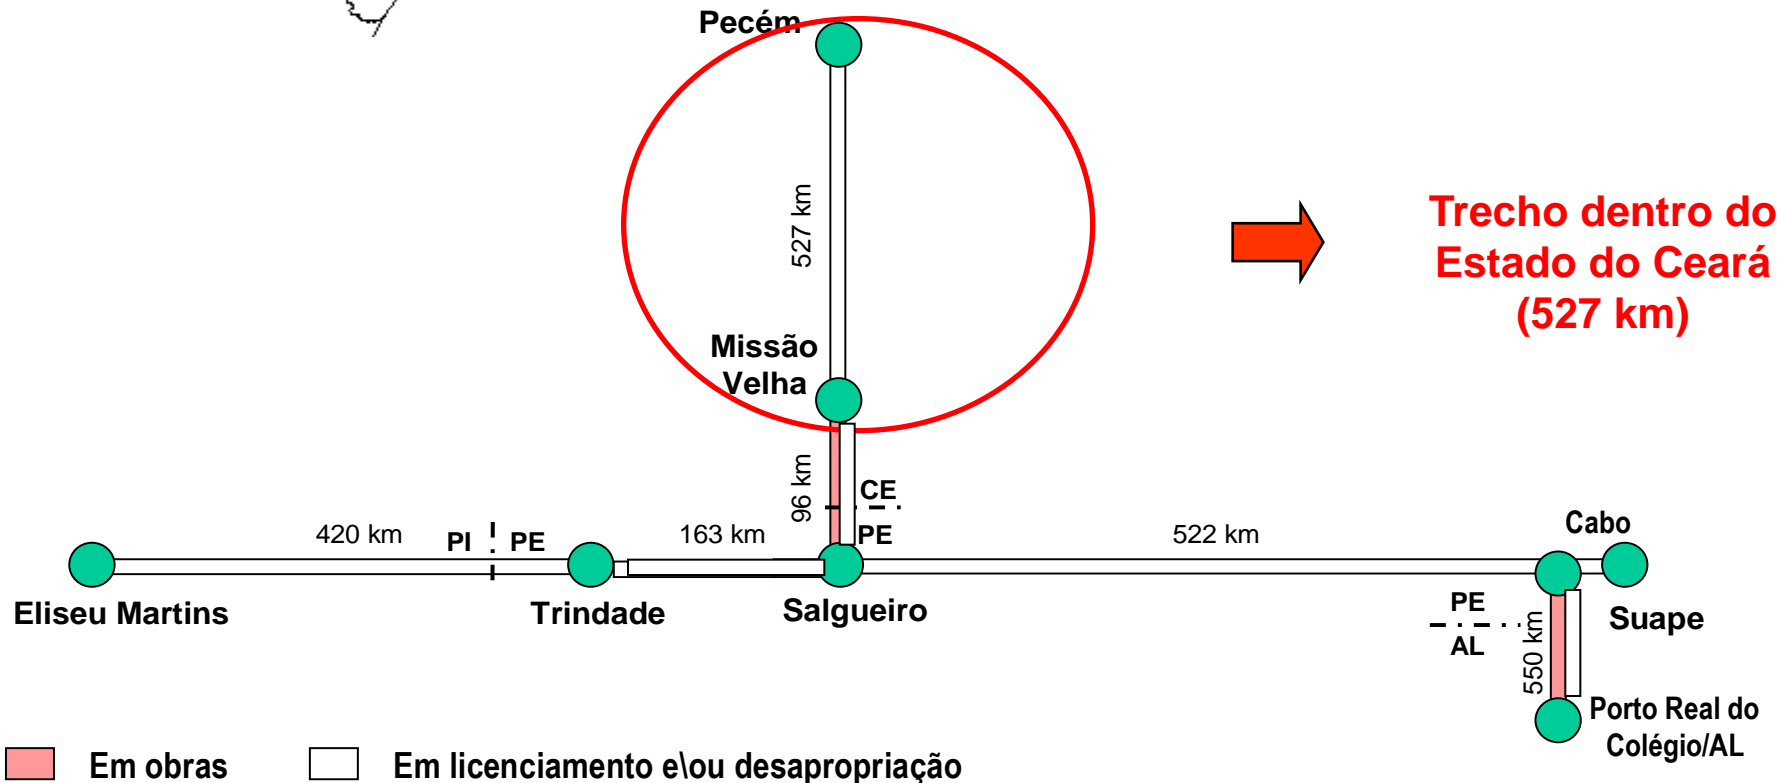 Pecém
527 km
Trecho dentro do
Estado do Ceará
(527 km)
Missão
Velha
96 km
CE
PE
420 km
PI
PE
163 km
522 km
Cabo
Eliseu Martins
Trindade
Salgueiro
Suape
PE
AL
550 km
Porto Real do
Colégio/AL
Em obras
Em licenciamento e\ou desapropriação